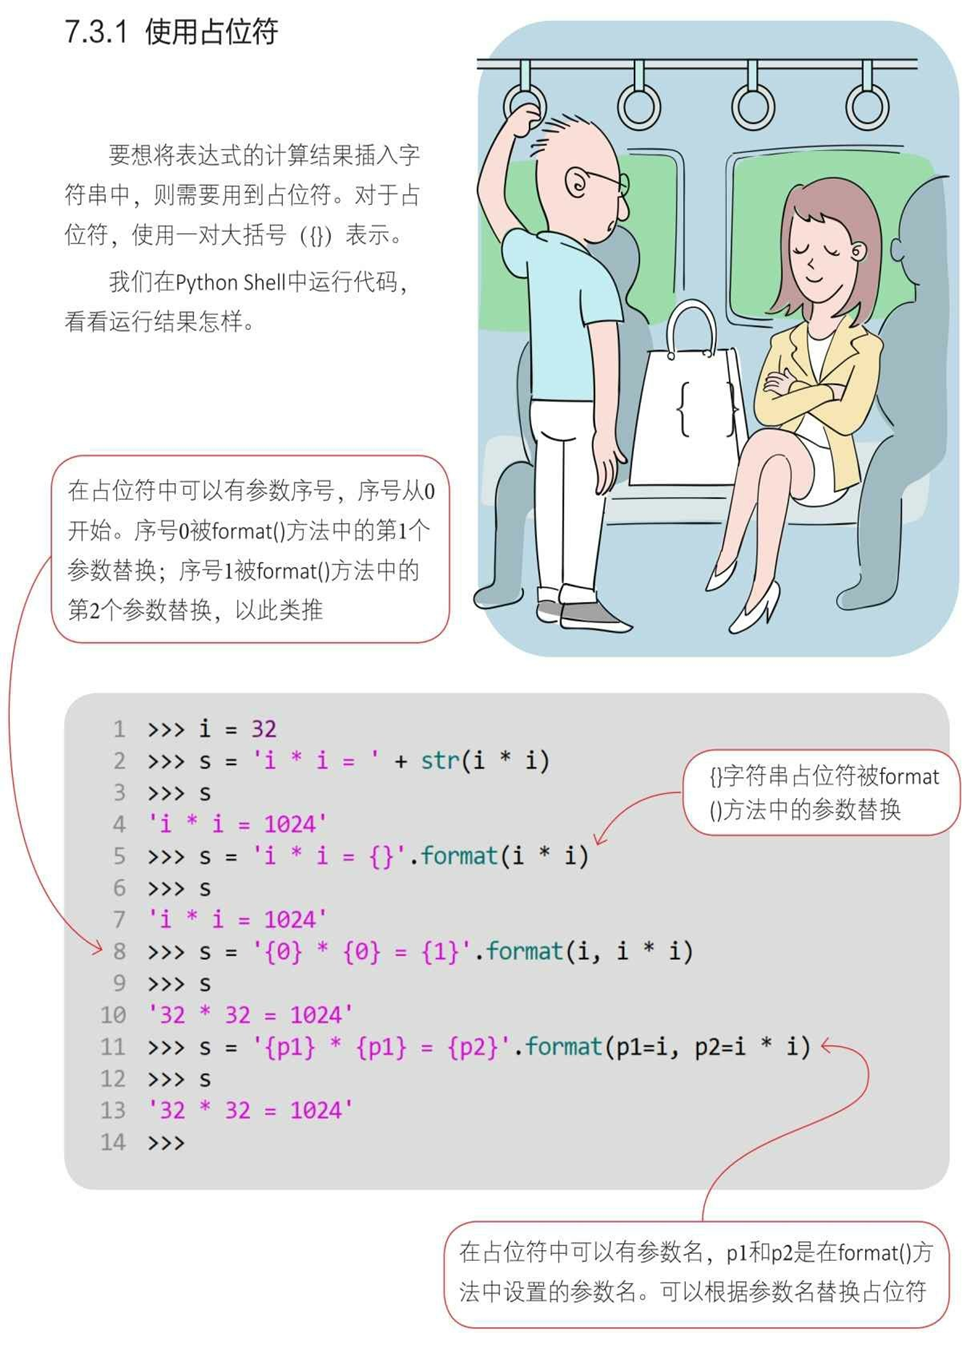 7.3.1 使用占位符
要想将表达式的计算结果插入字
符串中，则需要用到占位符。对于占
位符，使用一对大括号（{}）表示。
我们在Python Shell中运行代码，
看看运行结果怎样。
{ }
在占位符中可以有参数序号，序号从0
开始。序号0被format()方法中的第1个
参数替换；序号1被format()方法中的
第2个参数替换，以此类推
1 >>> i = 32
2 >>> s = 'i * i = ' + str(i * i)
3 >>> s
4 'i * i = 1024'
5 >>> s = 'i * i = {}'.format(i * i)
6 >>> s
7 'i * i = 1024'
8 >>> s = '{0} * {0} = {1}'.format(i, i * i)
9 >>> s
10 '32 * 32 = 1024'
11 >>> s = '{p1} * {p1} = {p2}'.format(p1=i, p2=i * i)
12 >>> s
13 '32 * 32 = 1024'
14 >>>
{}字符串占位符被format
()方法中的参数替换
在占位符中可以有参数名，p1和p2是在format()方
法中设置的参数名。可以根据参数名替换占位符